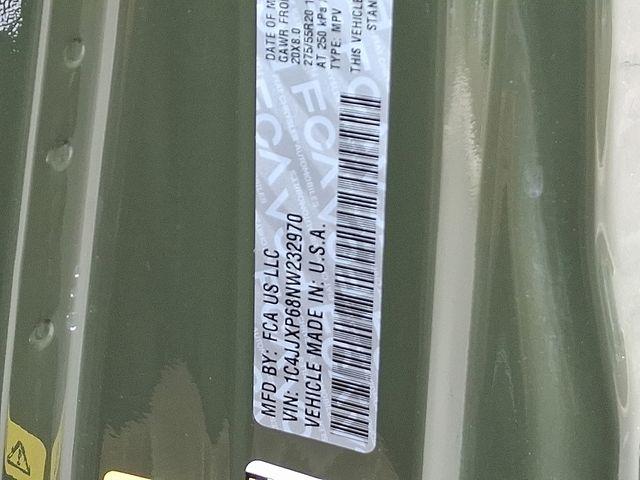 MFD BY: FCA US LLC
VIN: 1C4JJXP68NW232970
VEHICLE MADE IN: U.S.A.
DATE OF M
GAWR FRO
20X8.0
275/55R20 1
AT 250 kPa
TYPE: MPV
THIS VEHICLE
STAN
FCA